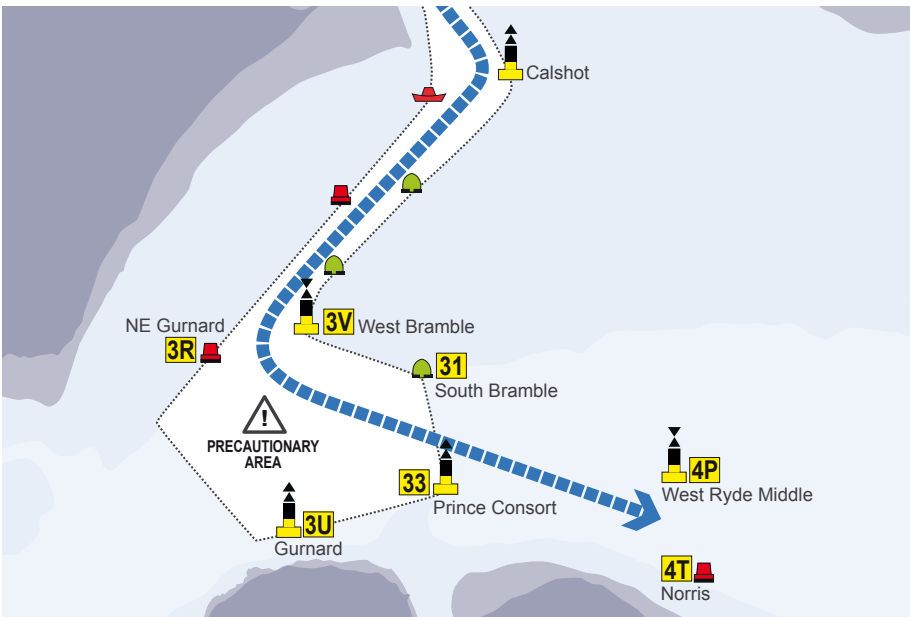 Calshot
NE Gurnard
3R
3V West Bramble
31
South Bramble
!
PRECAUTIONARY
AREA
33
Prince Consort
4P
West Ryde Middle
3U
Gurnard
4T
Norris